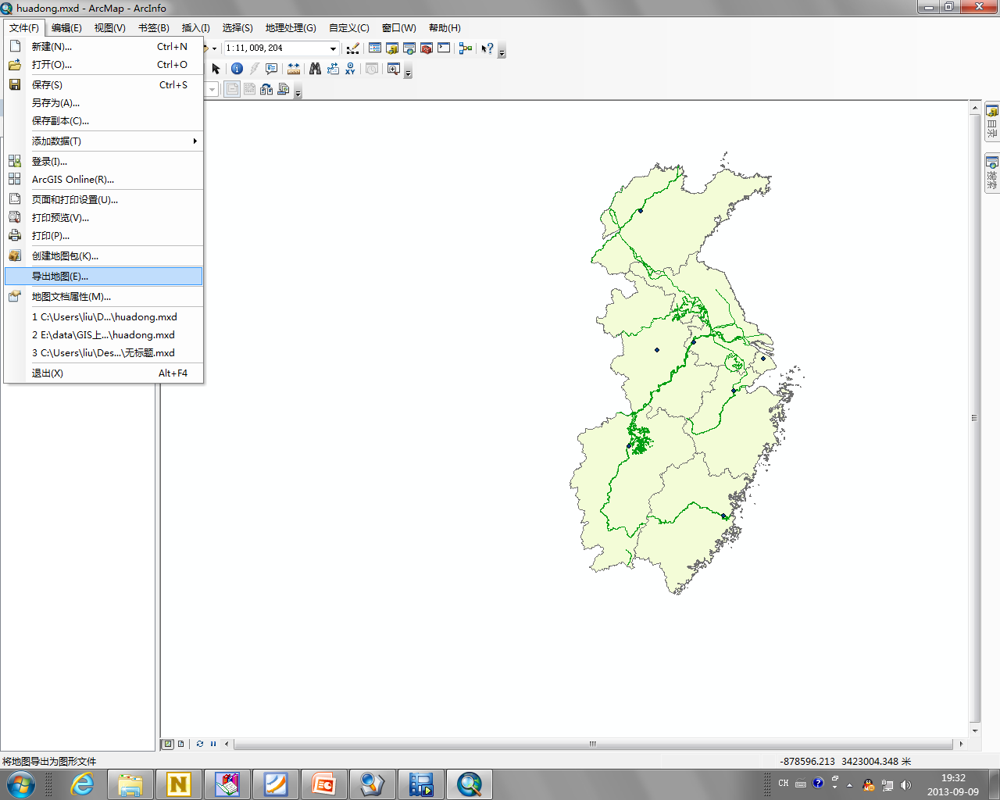 huadong.mxd - ArcMap - ArcInfo
文件(F) 编辑(E) 视图(V) 书签(B) 插入(I) 选择(S) 地理处理(G) 自定义(C) 窗口(W) 帮助(H)
新建(N)... Ctrl+N
1:11,009,204
打开(O)... Ctrl+O
XY
保存(S) Ctrl+S
另存为(A)...
保存副本(C)...
目录
添加数据(T)
登录(I)...
搜索
ArcGIS Online(R)...
页面和打印设置(U)...
打印预览(V)...
打印(P)...
创建地图包(K)...
导出地图(E)...
地图文档属性(M)...
1 C:\Users\liu\D...\huadong.mxd
2 E:\data\GIS上...\huadong.mxd
3 C:\Users\liu\Des...\无标题.mxd
退出(X) Alt+F4
将地图导出为图形文件
-878596.213 3423004.348 米
CH
19:32
2013-09-09